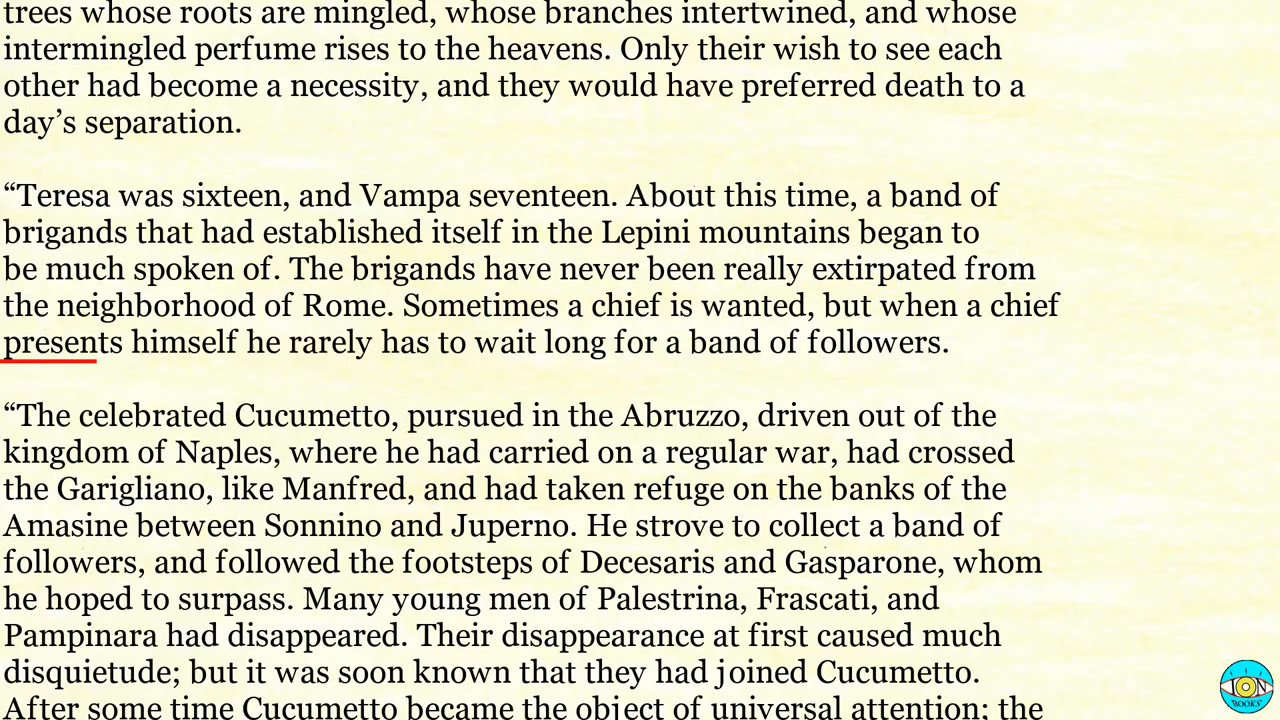 trees whose roots are mingled, whose branches intertwined, and whose
intermingled perfume rises to the heavens. Only their wish to see each
other had become a necessity, and they would have preferred death to a
day’s separation.
“Teresa was sixteen, and Vampa seventeen. About this time, a band of
brigands that had established itself in the Lepini mountains began to
be much spoken of. The brigands have never been really extirpated from
the neighborhood of Rome. Sometimes a chief is wanted, but when a chief
presents himself he rarely has to wait long for a band of followers.
“The celebrated Cucumetto, pursued in the Abruzzo, driven out of the
kingdom of Naples, where he had carried on a regular war, had crossed
the Garigliano, like Manfred, and had taken refuge on the banks of the
Amasine between Sonnino and Juperno. He strove to collect a band of
followers, and followed the footsteps of Decesaris and Gasparone, whom
he hoped to surpass. Many young men of Palestrina, Frascati, and
Pampinara had disappeared. Their disappearance at first caused much
disquietude; but it was soon known that they had joined Cucumetto.
After some time Cucumetto became the object of universal attention; the
ION
BOOKS